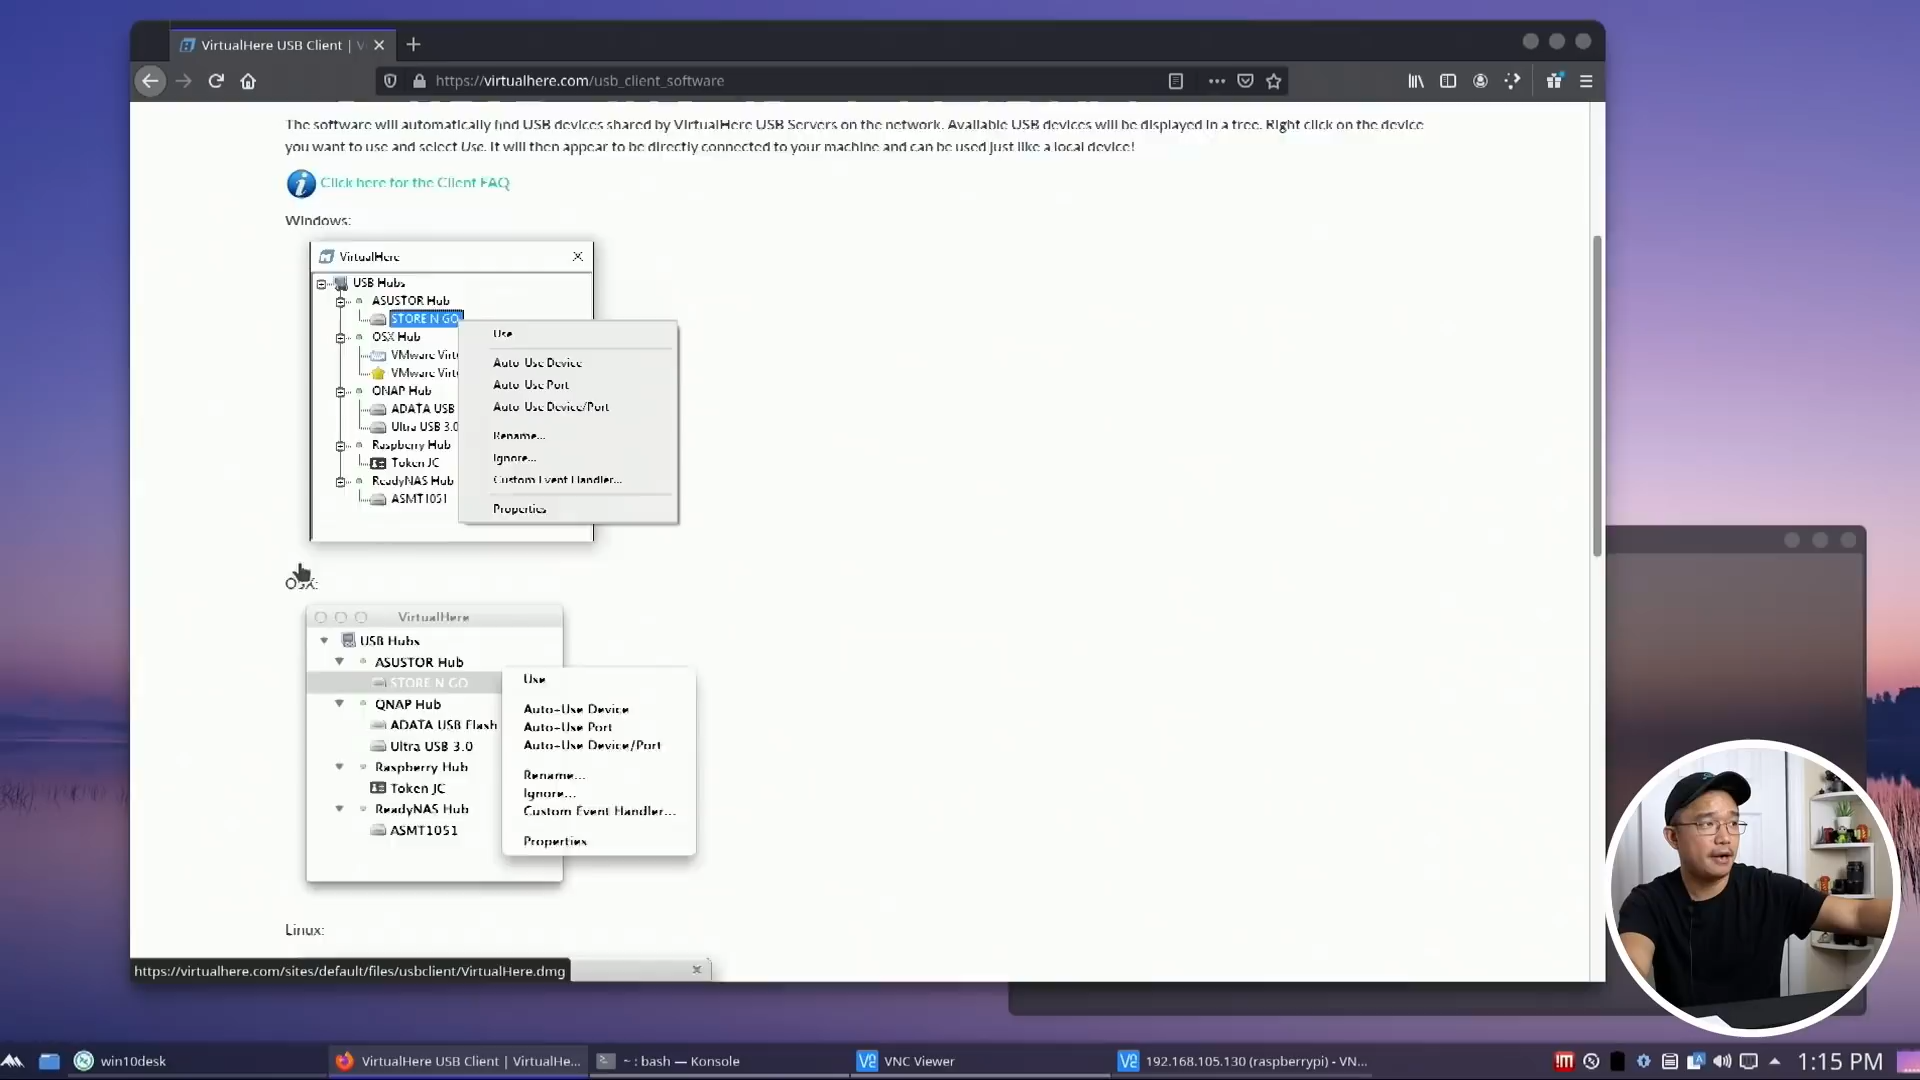 VirtualHere USB Client | V
https://virtualhere.com/usb_client_software
The software will automatically find USB devices shared by VirtualHere USB Servers on the network. Available USB devices will be displayed in a tree. Right click on the device
you want to use and select Use. It will then appear to be directly connected to your machine and can be used just like a local device!
Click here for the Client FAQ
Windows:
VirtualHere
USB Hubs
ASUSTOR Hub
STORE N GO
OSX Hub
VMware Virtu
VMware Virtu
QNAP Hub
ADATA USB
Ultra USB 3.0
Raspberry Hub
Token JC
ReadyNAS Hub
ASMT1051
Use
Auto-Use Device
Auto-Use Port
Auto-Use Device/Port
Rename...
Ignore...
Custom Event Handler...
Properties
OSX:
VirtualHere
USB Hubs
ASUSTOR Hub
STORE N GO
QNAP Hub
ADATA USB Flash
Ultra USB 3.0
Raspberry Hub
Token JC
ReadyNAS Hub
ASMT1051
Use
Auto-Use Device
Auto-Use Port
Auto-Use Device/Port
Rename...
Ignore...
Custom Event Handler...
Properties
Linux:
https://virtualhere.com/sites/default/files/usbclient/VirtualHere.dmg
win10desk
VirtualHere USB Client | VirtualHe...
~ : bash — Konsole
VNC Viewer
192.168.105.130 (raspberrypi) - VN...
1:15 PM